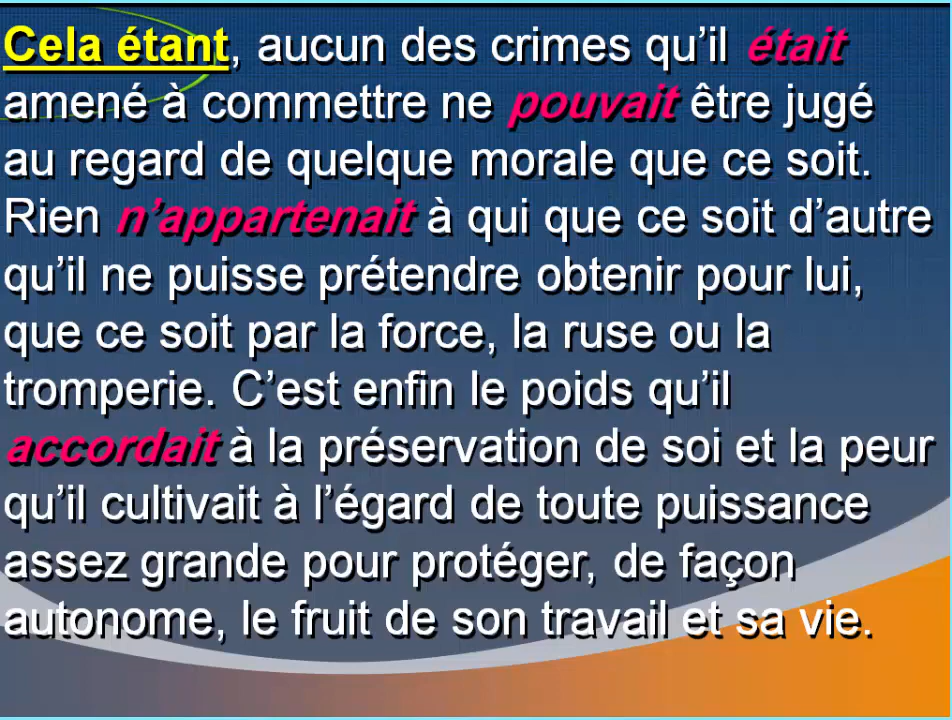 Cela étant, aucun des crimes qu’il était
amené à commettre ne pouvait être jugé
au regard de quelque morale que ce soit.
Rien n’appartenait à qui que ce soit d’autre
qu’il ne puisse prétendre obtenir pour lui,
que ce soit par la force, la ruse ou la
tromperie. C’est enfin le poids qu’il
accordait à la préservation de soi et la peur
qu’il cultivait à l’égard de toute puissance
assez grande pour protéger, de façon
autonome, le fruit de son travail et sa vie.